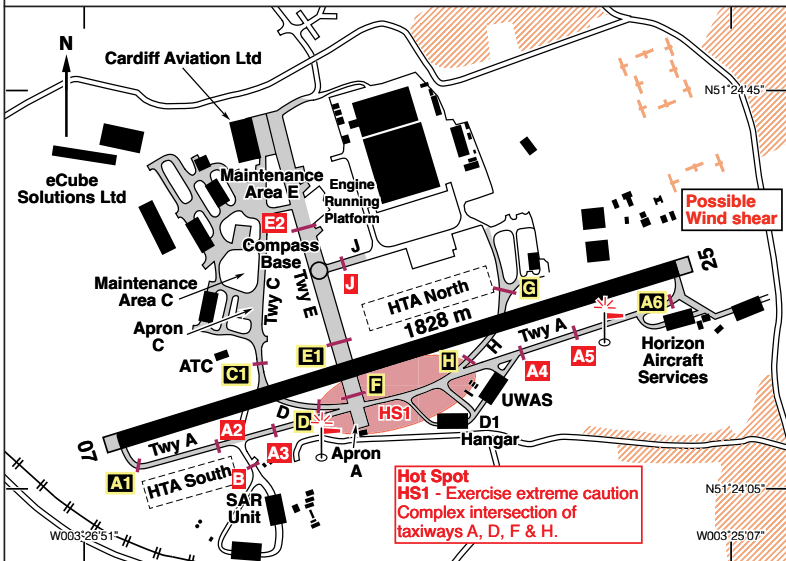 N
Cardiff Aviation Ltd
N51°24'45"
eCube
Solutions Ltd
Maintenance
Area E
Engine
Running
Platform
Possible
Wind shear
E2
Compass
Base
J
J
Twy C
Twy E
Maintenance
Area C
Apron
C
HTA North
1828 m
G
25
A6
ATC
C1
E1
H
H
Twy A
A4
A5
Horizon
Aircraft
Services
F
HS1
UWAS
D
D
D1
Hangar
07
Twy A
A2
A3
Apron
A
A1
HTA South
B
SAR
Unit
Hot Spot
HS1 - Exercise extreme caution
Complex intersection of
taxiways A, D, F & H.
N51°24'05"
W003°26'51"
W003°25'07"